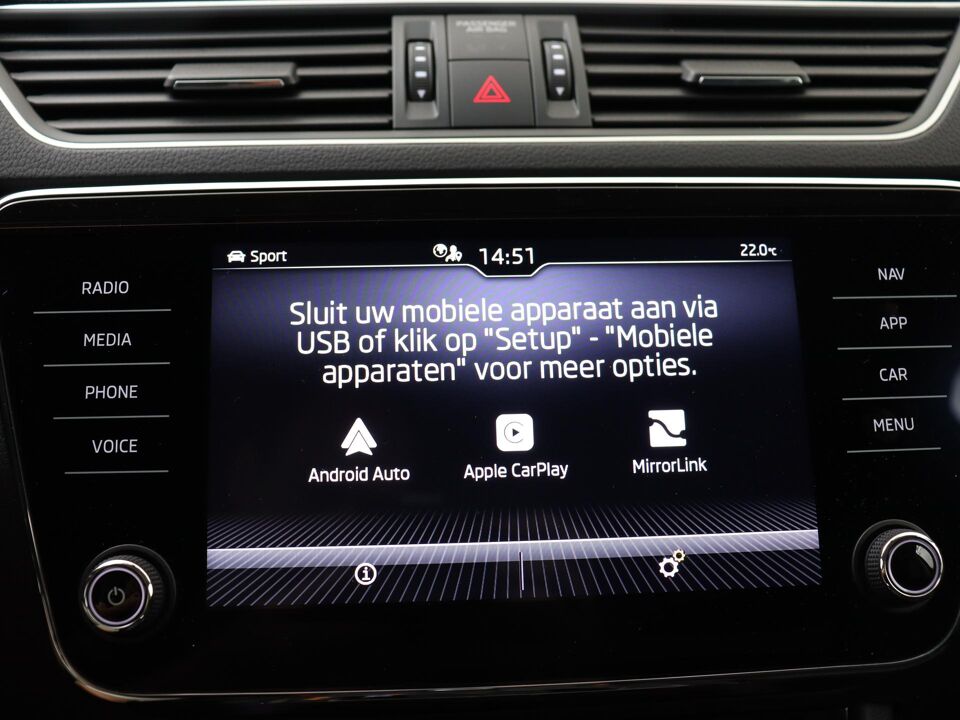 PASSENGER
AIR BAG
Sport
14:51
22.0°C
RADIO
MEDIA
PHONE
VOICE
Sluit uw mobiele apparaat aan via
USB of klik op "Setup" - "Mobiele
apparaten" voor meer opties.
Android Auto
Apple CarPlay
MirrorLink
NAV
APP
CAR
MENU